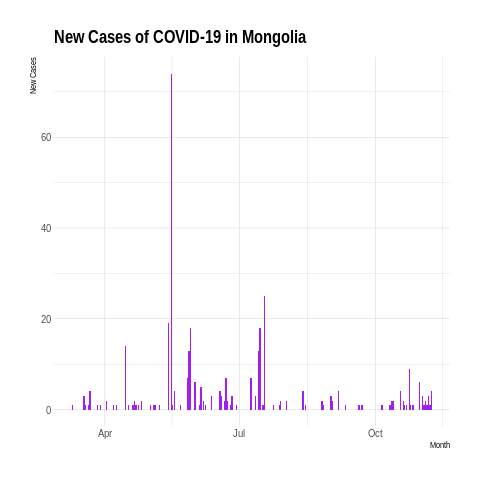 New Cases of COVID-19 in Mongolia
New Cases
60
40
20
0
Apr
Jul
Oct
Month